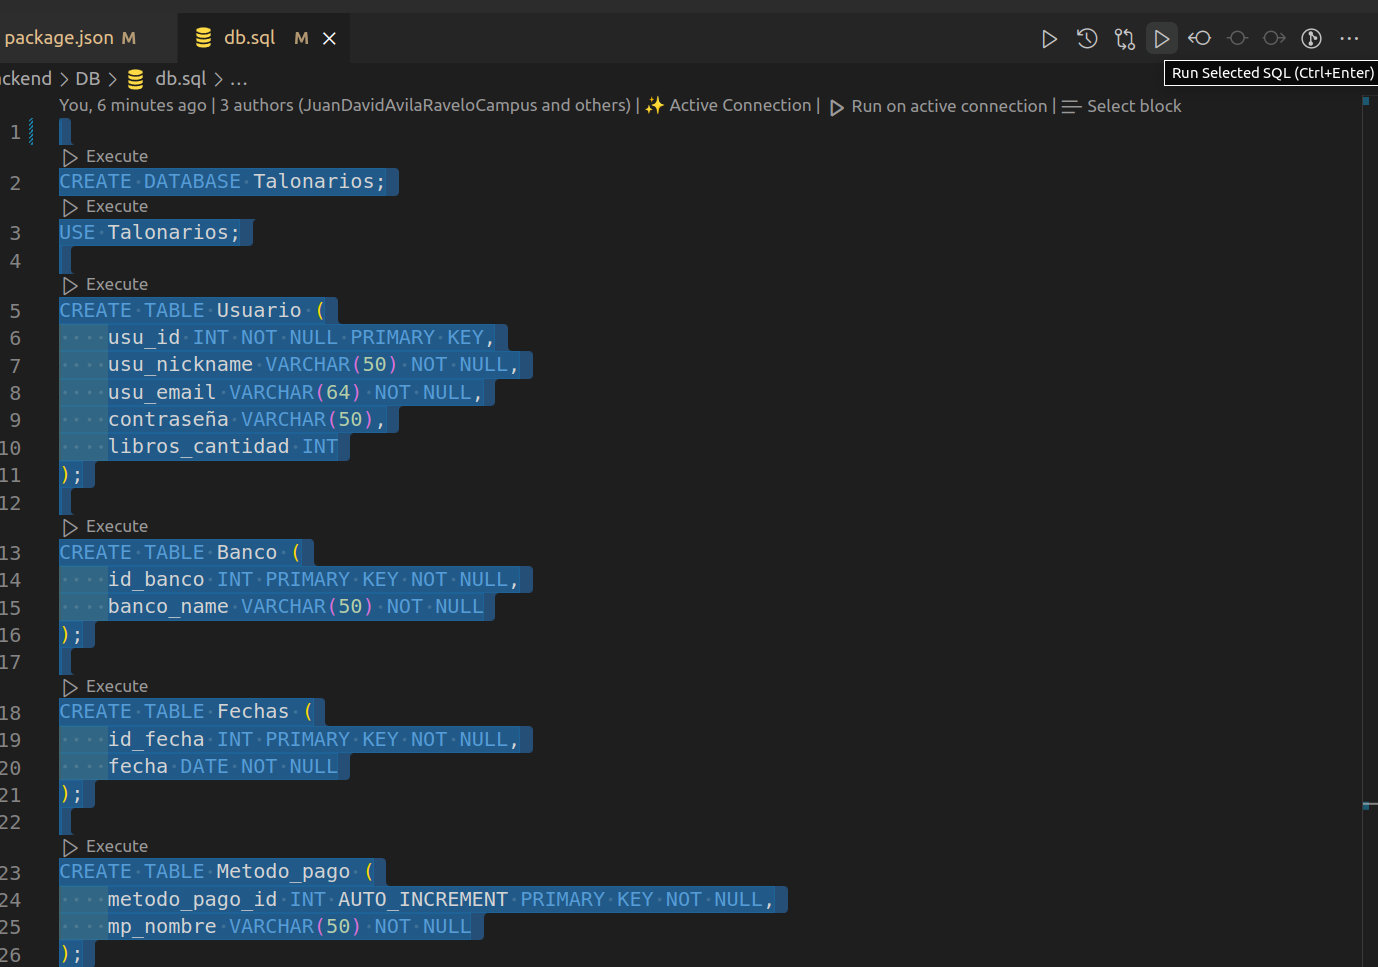 package.json M
db.sql M
ckend > DB > db.sql > ...
Run Selected SQL (Ctrl+Enter)
You, 6 minutes ago | 3 authors (JuanDavidAvilaRaveloCampus and others) | ✨ Active Connection | ▷ Run on active connection | Select block
1
Execute
2 CREATE DATABASE Talonarios;
Execute
3 USE Talonarios;
4
Execute
5 CREATE TABLE Usuario (
6 usu_id INT NOT NULL PRIMARY KEY,
7 usu_nickname VARCHAR(50) NOT NULL,
8 usu_email VARCHAR(64) NOT NULL,
9 contraseña VARCHAR(50),
10 libros_cantidad INT
11 );
12
Execute
13 CREATE TABLE Banco (
14 id_banco INT PRIMARY KEY NOT NULL,
15 banco_name VARCHAR(50) NOT NULL
16 );
17
Execute
18 CREATE TABLE Fechas (
19 id_fecha INT PRIMARY KEY NOT NULL,
20 fecha DATE NOT NULL
21 );
22
Execute
23 CREATE TABLE Metodo_pago (
24 metodo_pago_id INT AUTO_INCREMENT PRIMARY KEY NOT NULL,
25 mp_nombre VARCHAR(50) NOT NULL
26 );